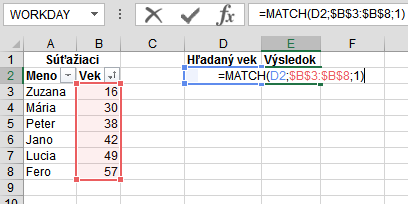 WORKDAY =MATCH(D2;$B$3:$B$8;1)
A B C D E F
1 Súťažiaci Hľadaný vek Výsledok
2 Meno Vek =MATCH(D2;$B$3:$B$8;1)
3 Zuzana 16
4 Mária 30
5 Peter 38
6 Jano 42
7 Lucia 49
8 Fero 57